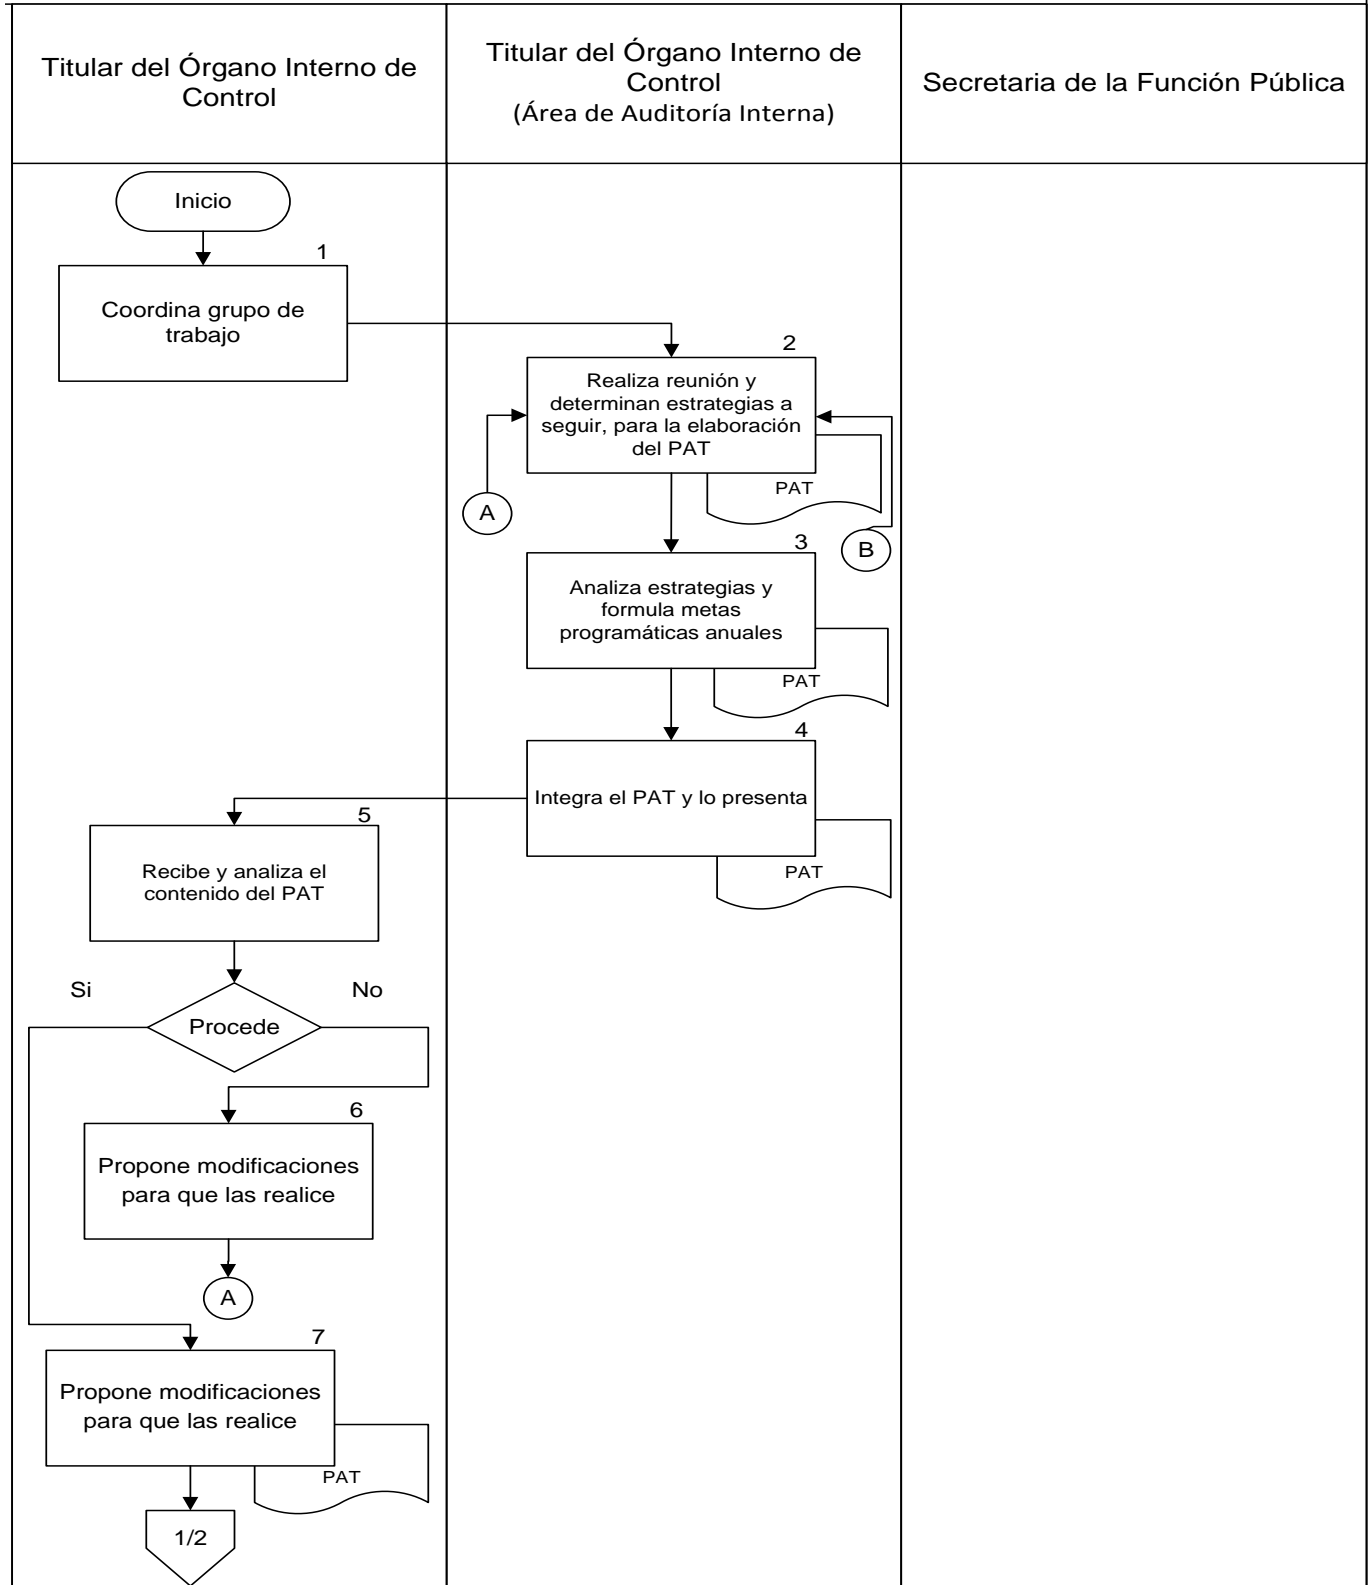 Titular del Órgano Interno de
Control
Titular del Órgano Interno de
Control
(Área de Auditoría Interna)
Secretaria de la Función Pública
Inicio
1
Coordina grupo de
trabajo
2
Realiza reunión y
determinan estrategias a
seguir, para la elaboración
del PAT
PAT
A
B
3
Analiza estrategias y
formula metas
programáticas anuales
PAT
4
Integra el PAT y lo presenta
PAT
5
Recibe y analiza el
contenido del PAT
Si
No
Procede
6
Propone modificaciones
para que las realice
A
7
Propone modificaciones
para que las realice
PAT
1/2